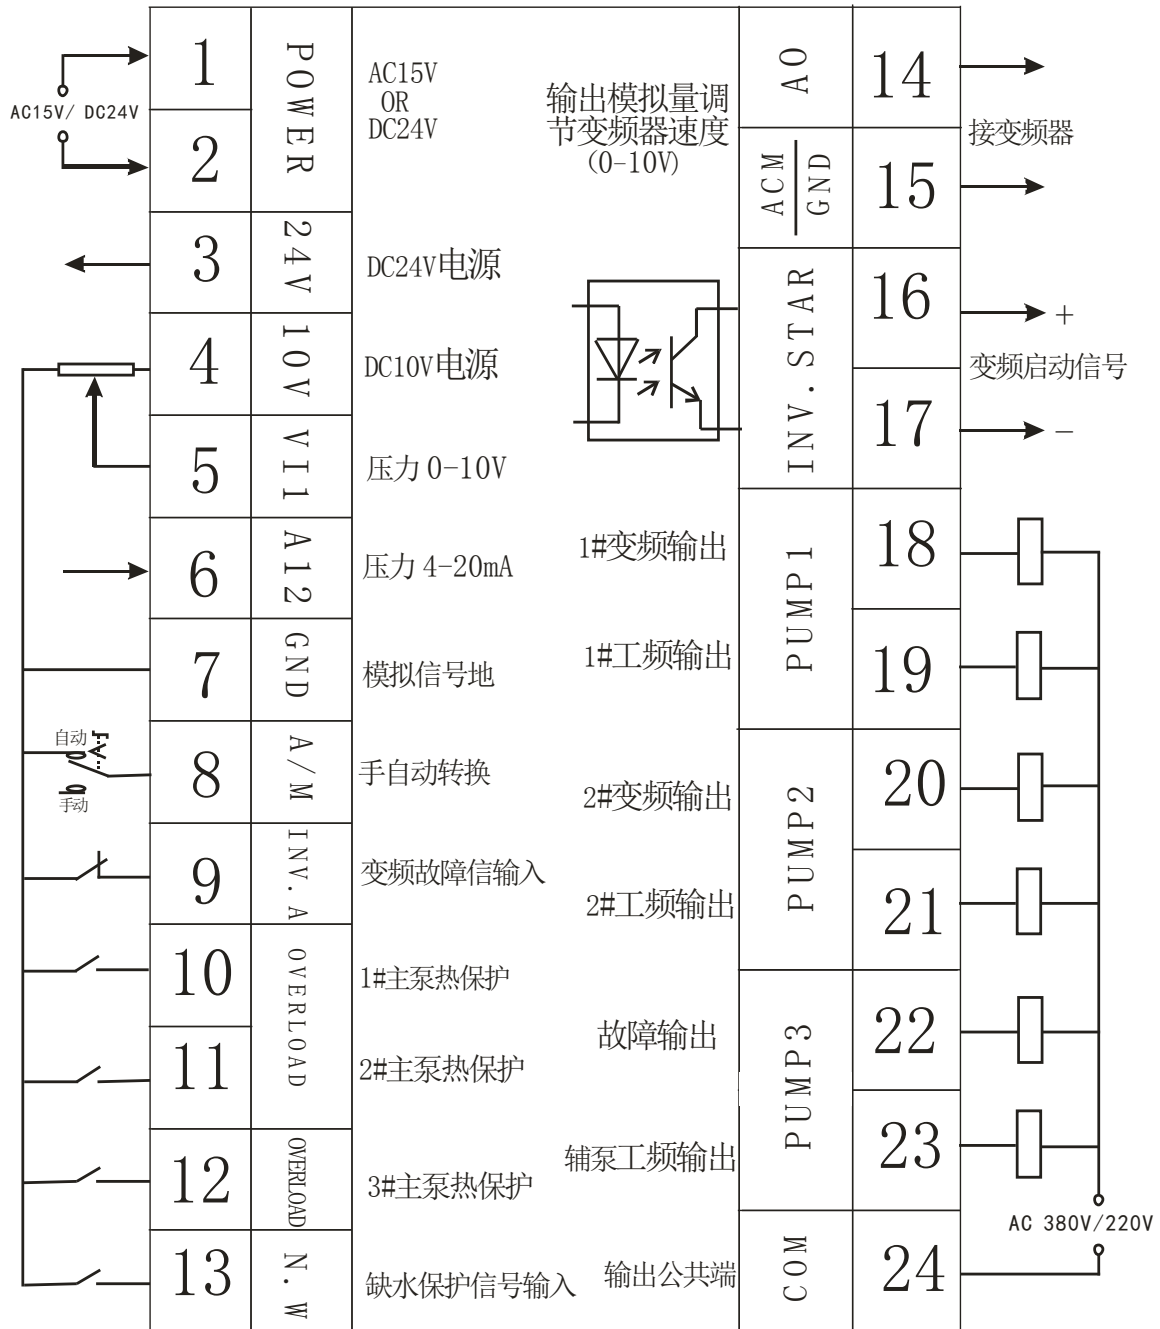 AC15V/ DC24V
1
2
POWER
AC15V
OR
DC24V
3
24V
DC24V电源
4
10V
DC10V电源
5
VI1
压力 0-10V
6
A12
压力 4-20mA
7
GND
模拟信号地
自动
手动
8
A/M
手自动转换
9
INV.A
变频故障信输入
10
11
OVERLOAD
1#主泵热保护
2#主泵热保护
12
OVERLOAD
3#主泵热保护
13
N.W
缺水保护信号输入
输出模拟量调
节变频器速度
(0-10V)
AO
14
ACM
GND
15
接变频器
INV.STAR
16
+
变频启动信号
17
-
1#变频输出
PUMP1
18
1#工频输出
19
2#变频输出
PUMP2
20
2#工频输出
21
故障输出
PUMP3
22
辅泵工频输出
23
AC 380V/220V
输出公共端
COM
24